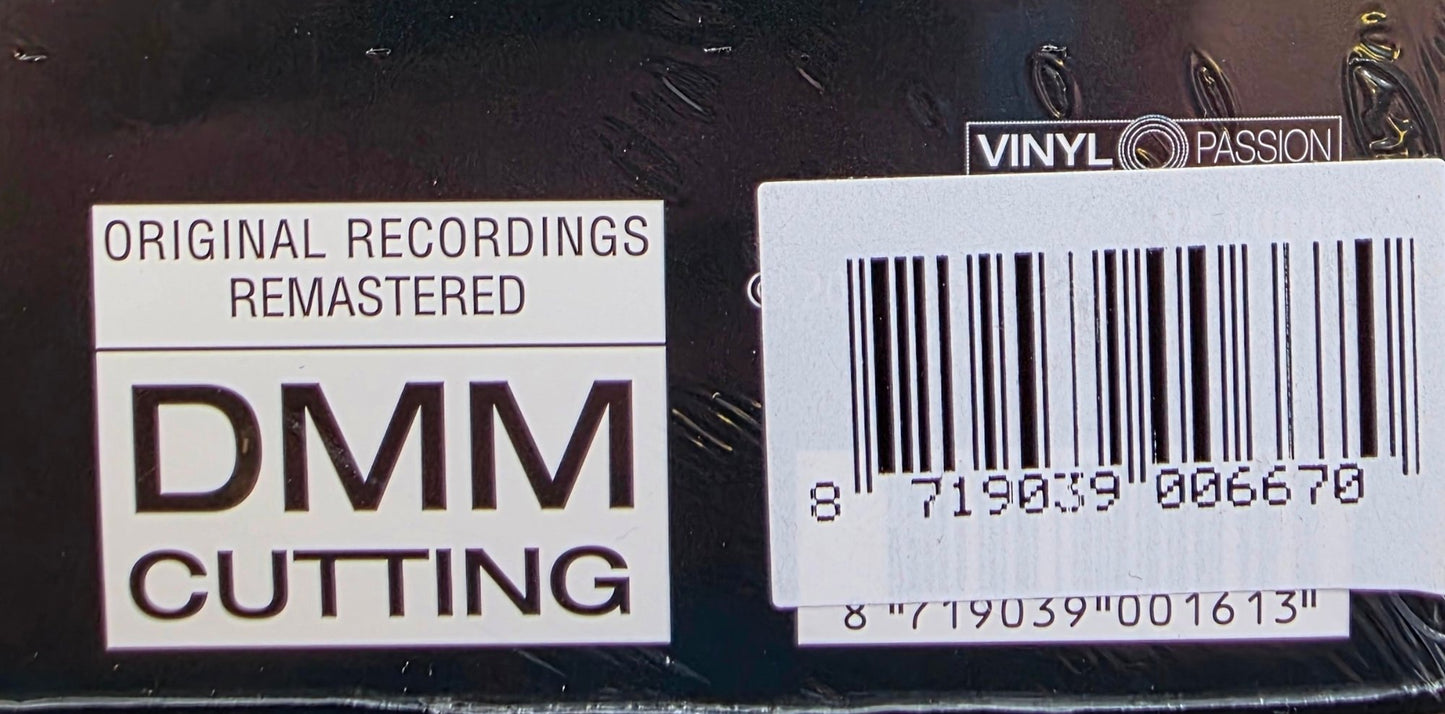 VINYL PASSION
ORIGINAL RECORDINGS
REMASTERED
DMM
CUTTING
8 719039 006670
8 "719039"001613"